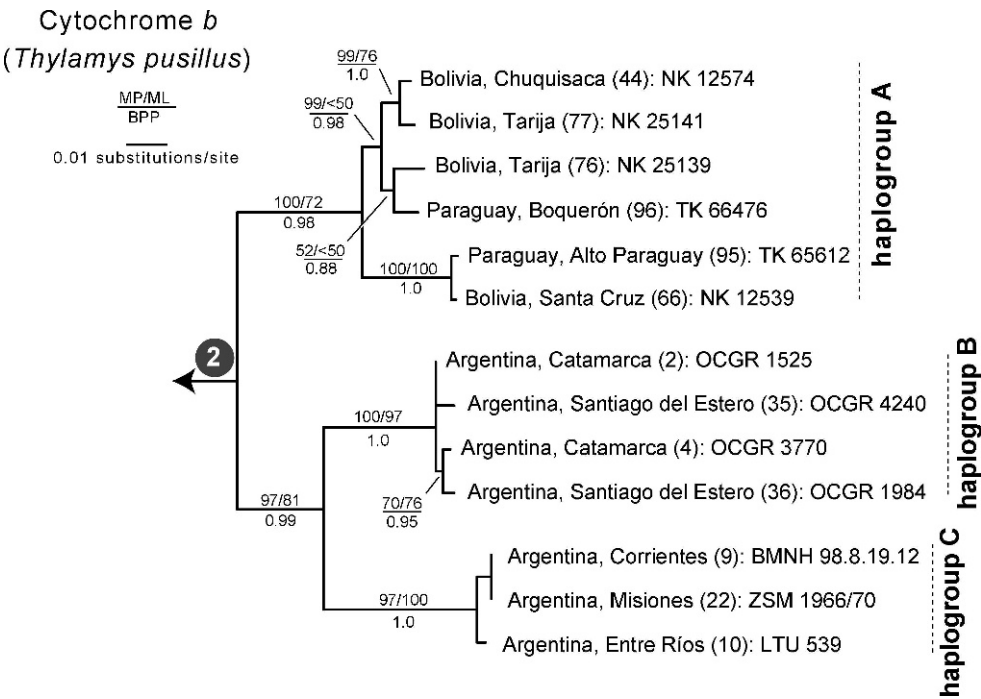 Cytochrome b
(Thylamys pusillus)
MP/ML
BPP
0.01 substitutions/site
99/76
1.0
Bolivia, Chuquisaca (44): NK 12574
99/<50
0.98
Bolivia, Tarija (77): NK 25141
Bolivia, Tarija (76): NK 25139
100/72
0.98
Paraguay, Boquerón (96): TK 66476
52/<50
0.88
Paraguay, Alto Paraguay (95): TK 65612
100/100
1.0
Bolivia, Santa Cruz (66): NK 12539
haplogroup A
2
Argentina, Catamarca (2): OCGR 1525
Argentina, Santiago del Estero (35): OCGR 4240
100/97
1.0
Argentina, Catamarca (4): OCGR 3770
Argentina, Santiago del Estero (36): OCGR 1984
70/76
0.95
haplogroup B
97/81
0.99
Argentina, Corrientes (9): BMNH 98.8.19.12
Argentina, Misiones (22): ZSM 1966/70
97/100
1.0
Argentina, Entre Ríos (10): LTU 539
haplogroup C